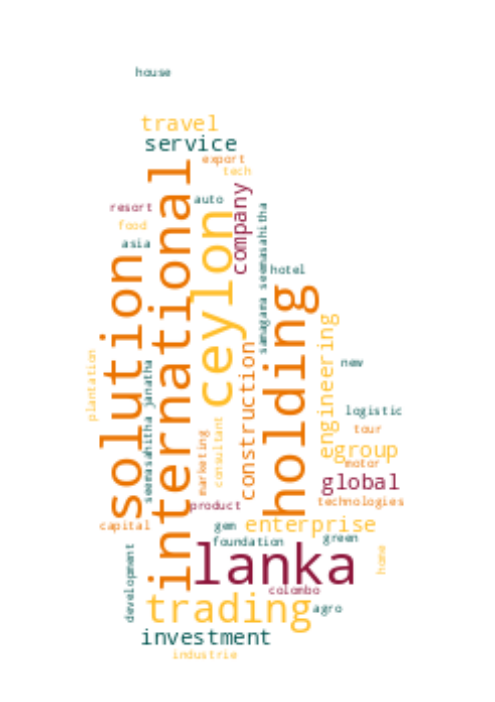 house
travel
service
export
tech
international
company
auto
resort
ceylon
samagama seemasahitha
food
asia
solution
hotel
holding
engineering
construction
plantation
seemasahitha janatha
new
logistic
consultant
tour
marketing
group
motor
global
product
technologies
capital
enterprise
gem
green
foundation
lanka
development
home
colombo
trading
agro
investment
industrie